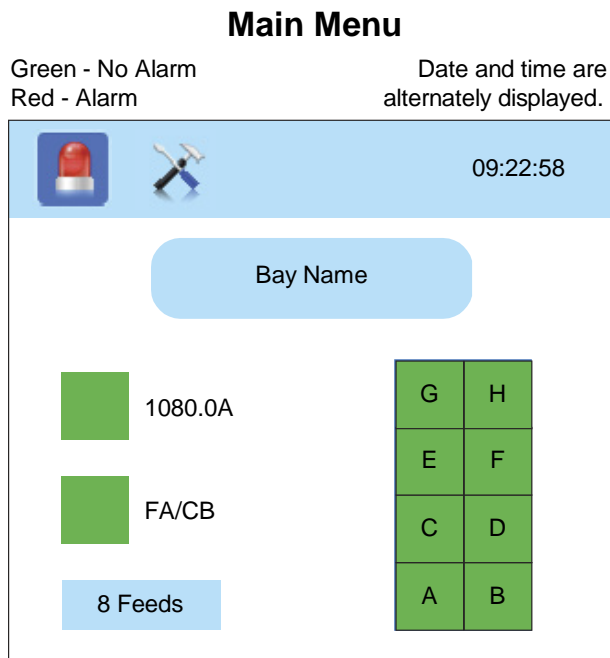 Main Menu
Green - No Alarm
Red - Alarm
Date and time are
alternately displayed.
09:22:58
Bay Name
1080.0A
FA/CB
8 Feeds
G H
E F
C D
A B